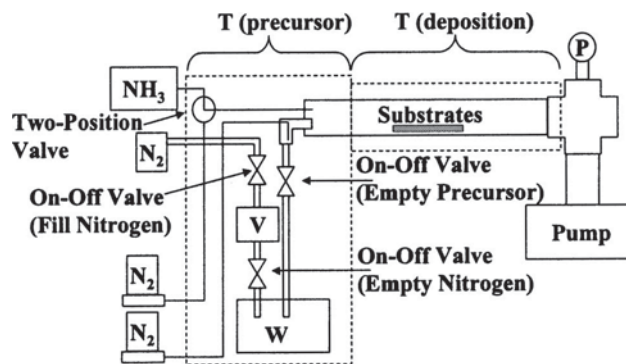 T (precursor)
T (deposition)
P
NH3
Substrates
Two-Position
Valve
N2
On-Off Valve
(Fill Nitrogen)
On-Off Valve
(Empty Precursor)
V
Pump
On-Off Valve
(Empty Nitrogen)
N2
W
N2